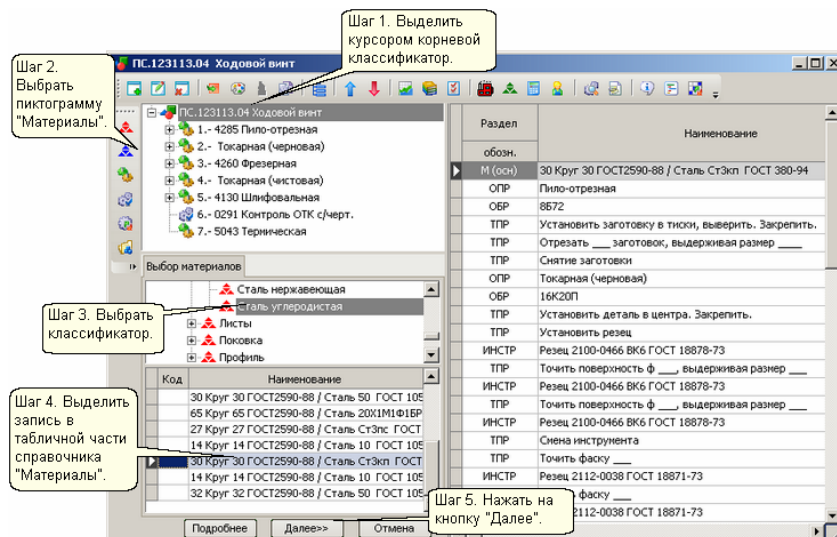 Шаг 1. Выделить
курсором корневой
классификатор.
Шаг 2.
Выбрать
пиктограмму
"Материалы".
ПС.123113.04 Ходовой винт
ПС.123113.04 Ходовой винт
1.- 4285 Пило-отрезная
2.- Токарная (черновая)
3.- 4260 Фрезерная
4.- Токарная (чистовая)
5.- 4130 Шлифовальная
6.- 0291 Контроль ОТК с/черт.
7.- 5043 Термическая
Выбор материалов
Сталь нержавеющая
Сталь углеродистая
Листы
Поковка
Профиль
Шаг 3. Выбрать
классификатор.
Код Наименование
30 Круг 30 ГОСТ2590-88 / Сталь 50 ГОСТ 105
65 Круг 65 ГОСТ2590-88 / Сталь 20Х1М1Ф1БР
27 Круг 27 ГОСТ2590-88 / Сталь Ст3пс ГОСТ
14 Круг 14 ГОСТ2590-88 / Сталь 10 ГОСТ 105
30 Круг 30 ГОСТ2590-88 / Сталь Ст3кп ГОСТ
14 Круг 14 ГОСТ2590-88 / Сталь 10 ГОСТ 105
32 Круг 32 ГОСТ2590-88 / Сталь 50 ГОСТ 105
Шаг 4. Выделить
запись в
табличной части
справочника
"Материалы".
Подробнее Далее>> Отмена
Шаг 5. Нажать на
кнопку "Далее".
Раздел Наименование
обозн.
М (осн) 30 Круг 30 ГОСТ2590-88 / Сталь Ст3кп ГОСТ 380-94
ОПР Пило-отрезная
ОБР 8Б72
ТПР Установить заготовку в тиски, выверить. Закрепить.
ТПР Отрезать ___ заготовок, выдерживая размер ____
ТПР Снятие заготовки
ОПР Токарная (черновая)
ОБР 16К20П
ТПР Установить деталь в центра. Закрепить.
ТПР Установить резец
ИНСТР Резец 2100-0466 ВК6 ГОСТ 18878-73
ТПР Точить поверхность ф ___, выдерживая размер ___
ИНСТР Резец 2100-0466 ВК6 ГОСТ 18878-73
ТПР Точить поверхность ф ___, выдерживая размер ___
ИНСТР Резец 2100-0466 ВК6 ГОСТ 18878-73
ТПР Смена инструмента
ТПР Точить фаску ___
ИНСТР Резец 2112-0038 ГОСТ 18871-73
фаску ___
2112-0038 ГОСТ 18871-73